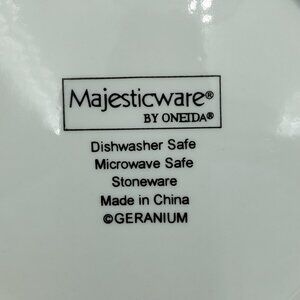 Majesticware®
BY ONEIDA®
Dishwasher Safe
Microwave Safe
Stoneware
Made in China
©GERANIUM